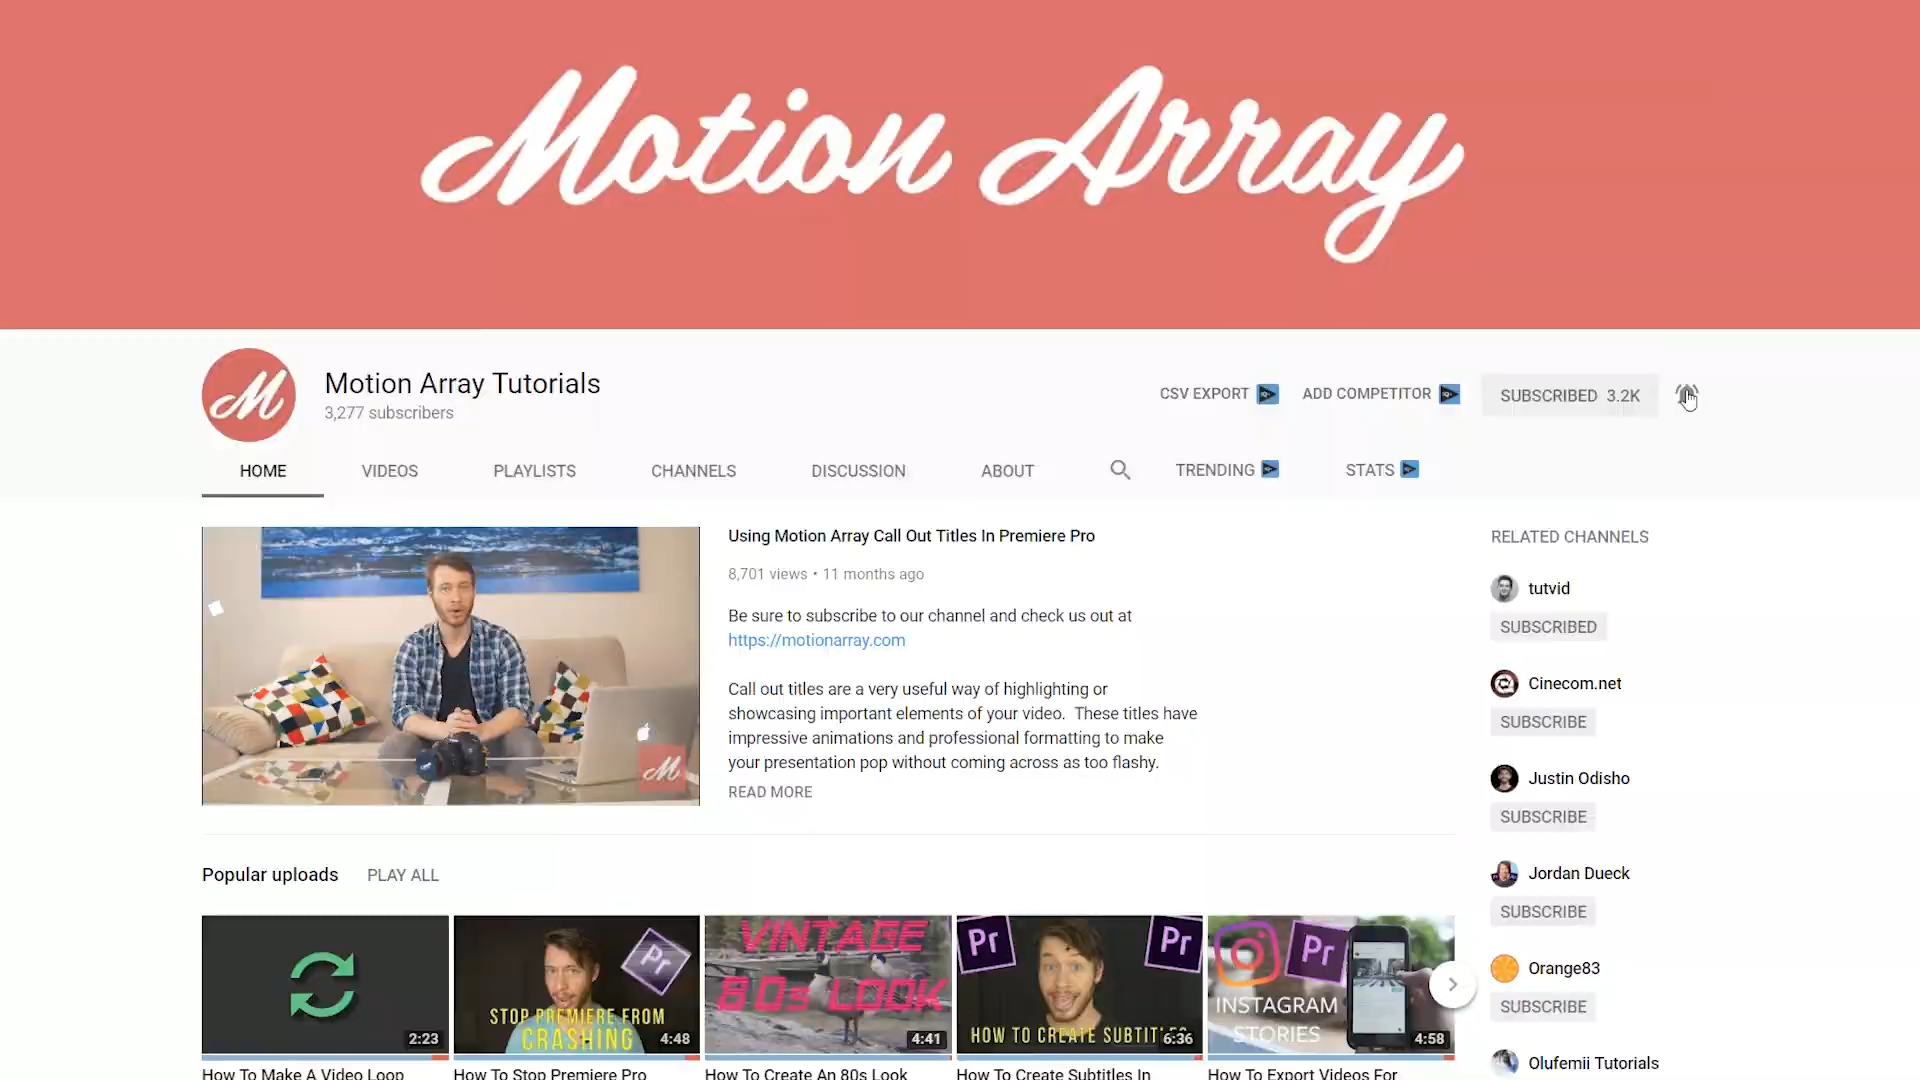 Motion Array
M
Motion Array Tutorials
3,277 subscribers
CSV EXPORT
ADD COMPETITOR
SUBSCRIBED 3.2K
HOME
VIDEOS
PLAYLISTS
CHANNELS
DISCUSSION
ABOUT
TRENDING
STATS
Using Motion Array Call Out Titles In Premiere Pro
8,701 views • 11 months ago
Be sure to subscribe to our channel and check us out at
https://motionarray.com
Call out titles are a very useful way of highlighting or
showcasing important elements of your video. These titles have
impressive animations and professional formatting to make
your presentation pop without coming across as too flashy.
READ MORE
M
RELATED CHANNELS
tutvid
SUBSCRIBED
Cinecom.net
SUBSCRIBE
Justin Odisho
SUBSCRIBE
Jordan Dueck
SUBSCRIBE
Orange83
SUBSCRIBE
Olufemii Tutorials
Popular uploads PLAY ALL
2:23
How To Make A Video Loop
Pr
STOP PREMIERE FROM
CRASHING
4:48
How To Stop Premiere Pro
VINTAGE
80s LOOK
4:41
How To Create An 80s Look
Pr
Pr
HOW TO CREATE
6:36
How To Create Subtitles In
Pr
INSTAGRAM
STORIES
4:58
How To Export Videos For